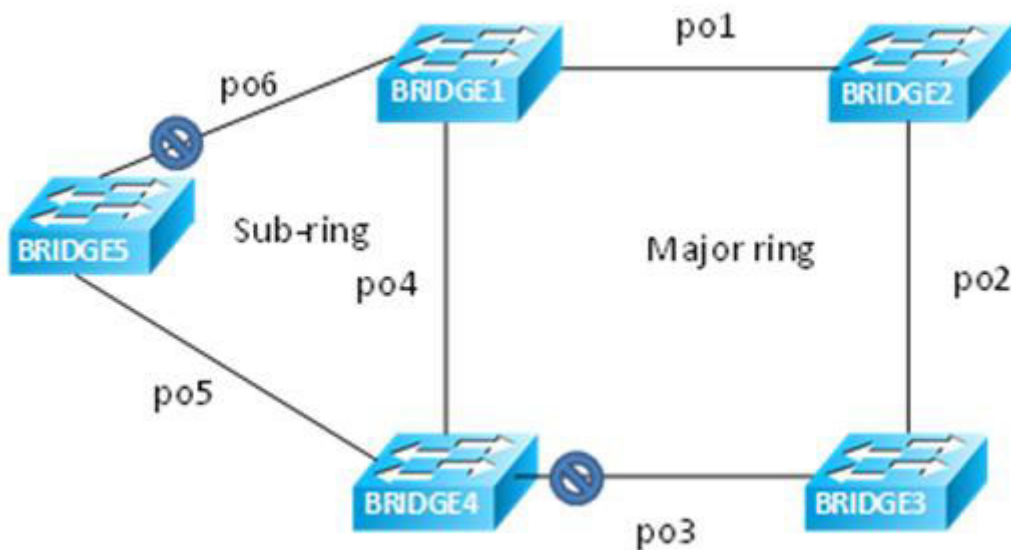 po1
po6
BRIDGE1
BRIDGE2
Sub-ring
Major ring
BRIDGE5
po4
po2
po5
BRIDGE4
BRIDGE3
po3